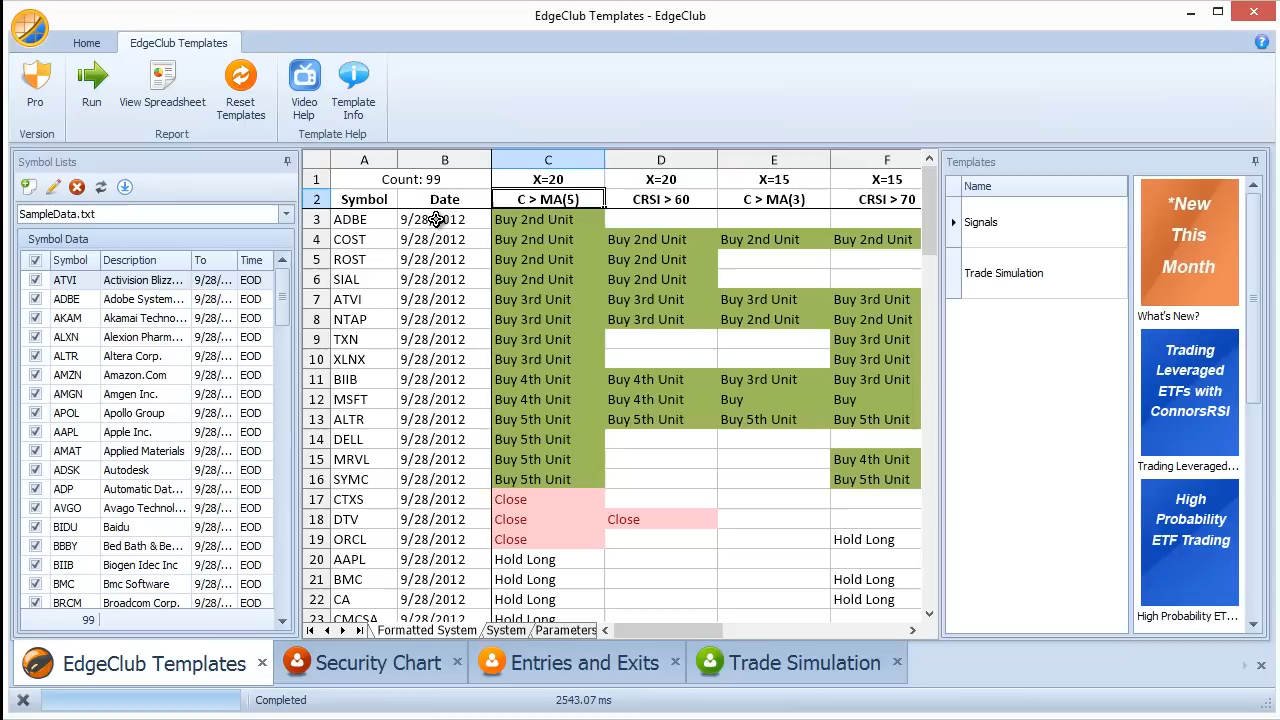 EdgeClub Templates - EdgeClub
Home
EdgeClub Templates
Pro
Run
View Spreadsheet
Reset
Templates
Video
Help
Template
Info
Version
Report
Template Help
Symbol Lists
SampleData.txt
Symbol Data
Symbol Description To Time
ATVI Activision Blizz... 9/28/... EOD
ADBE Adobe System... 9/28/... EOD
AKAM Akamai Techno... 9/28/... EOD
ALXN Alexion Pharm... 9/28/... EOD
ALTR Altera Corp. 9/28/... EOD
AMZN Amazon.Com 9/28/... EOD
AMGN Amgen Inc. 9/28/... EOD
APOL Apollo Group 9/28/... EOD
AAPL Apple Inc. 9/28/... EOD
AMAT Applied Materials 9/28/... EOD
ADSK Autodesk 9/28/... EOD
ADP Automatic Dat... 9/28/... EOD
AVGO Avago Technol... 9/28/... EOD
BIDU Baidu 9/28/... EOD
BBBY Bed Bath & Be... 9/28/... EOD
BIIB Biogen Idec Inc 9/28/... EOD
BMC Bmc Software 9/28/... EOD
BRCM Broadcom Corp. 9/28/... EOD
99
A B C D E F
1 Count: 99 X=20 X=20 X=15 X=15
2 Symbol Date C > MA(5) CRSI > 60 C > MA(3) CRSI > 70
3 ADBE 9/28/2012 Buy 2nd Unit
4 COST 9/28/2012 Buy 2nd Unit Buy 2nd Unit Buy 2nd Unit Buy 2nd Unit
5 ROST 9/28/2012 Buy 2nd Unit Buy 2nd Unit
6 SIAL 9/28/2012 Buy 2nd Unit Buy 2nd Unit
7 ATVI 9/28/2012 Buy 3rd Unit Buy 3rd Unit Buy 3rd Unit Buy 3rd Unit
8 NTAP 9/28/2012 Buy 3rd Unit Buy 3rd Unit Buy 2nd Unit Buy 2nd Unit
9 TXN 9/28/2012 Buy 3rd Unit Buy 3rd Unit
10 XLNX 9/28/2012 Buy 3rd Unit Buy 3rd Unit
11 BIIB 9/28/2012 Buy 4th Unit Buy 4th Unit Buy 3rd Unit Buy 3rd Unit
12 MSFT 9/28/2012 Buy 4th Unit Buy 4th Unit Buy Buy
13 ALTR 9/28/2012 Buy 5th Unit Buy 5th Unit Buy 5th Unit Buy 5th Unit
14 DELL 9/28/2012 Buy 5th Unit
15 MRVL 9/28/2012 Buy 5th Unit Buy 4th Unit
16 SYMC 9/28/2012 Buy 5th Unit Buy 5th Unit
17 CTXS 9/28/2012 Close
18 DTV 9/28/2012 Close Close
19 ORCL 9/28/2012 Close Hold Long
20 AAPL 9/28/2012 Hold Long
21 BMC 9/28/2012 Hold Long Hold Long
22 CA 9/28/2012 Hold Long Hold Long
23 CMCSA 9/28/2012 Hold Long
Formatted System System Parameters
Templates
Name
Signals
Trade Simulation
*New
This
Month
What's New?
Trading
Leveraged
ETFs with
ConnorsRSI
Trading Leveraged...
High
Probability
ETF Trading
High Probability ET...
EdgeClub Templates
Security Chart
Entries and Exits
Trade Simulation
Completed
2543.07 ms